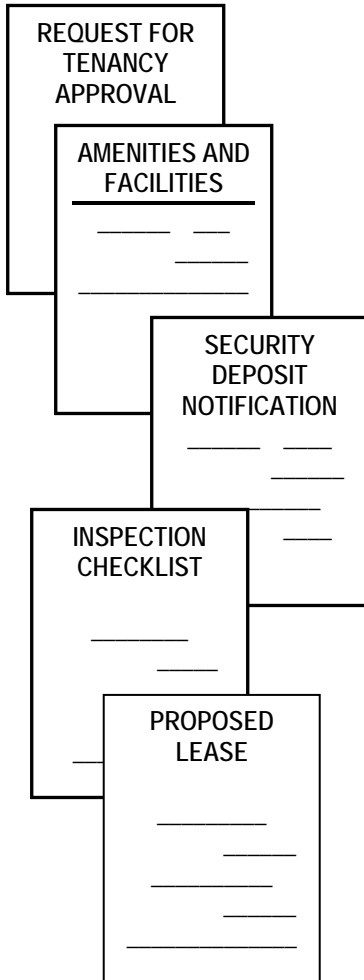 REQUEST FOR
TENANCY
APPROVAL
AMENITIES AND
FACILITIES
SECURITY
DEPOSIT
NOTIFICATION
INSPECTION
CHECKLIST
PROPOSED
LEASE